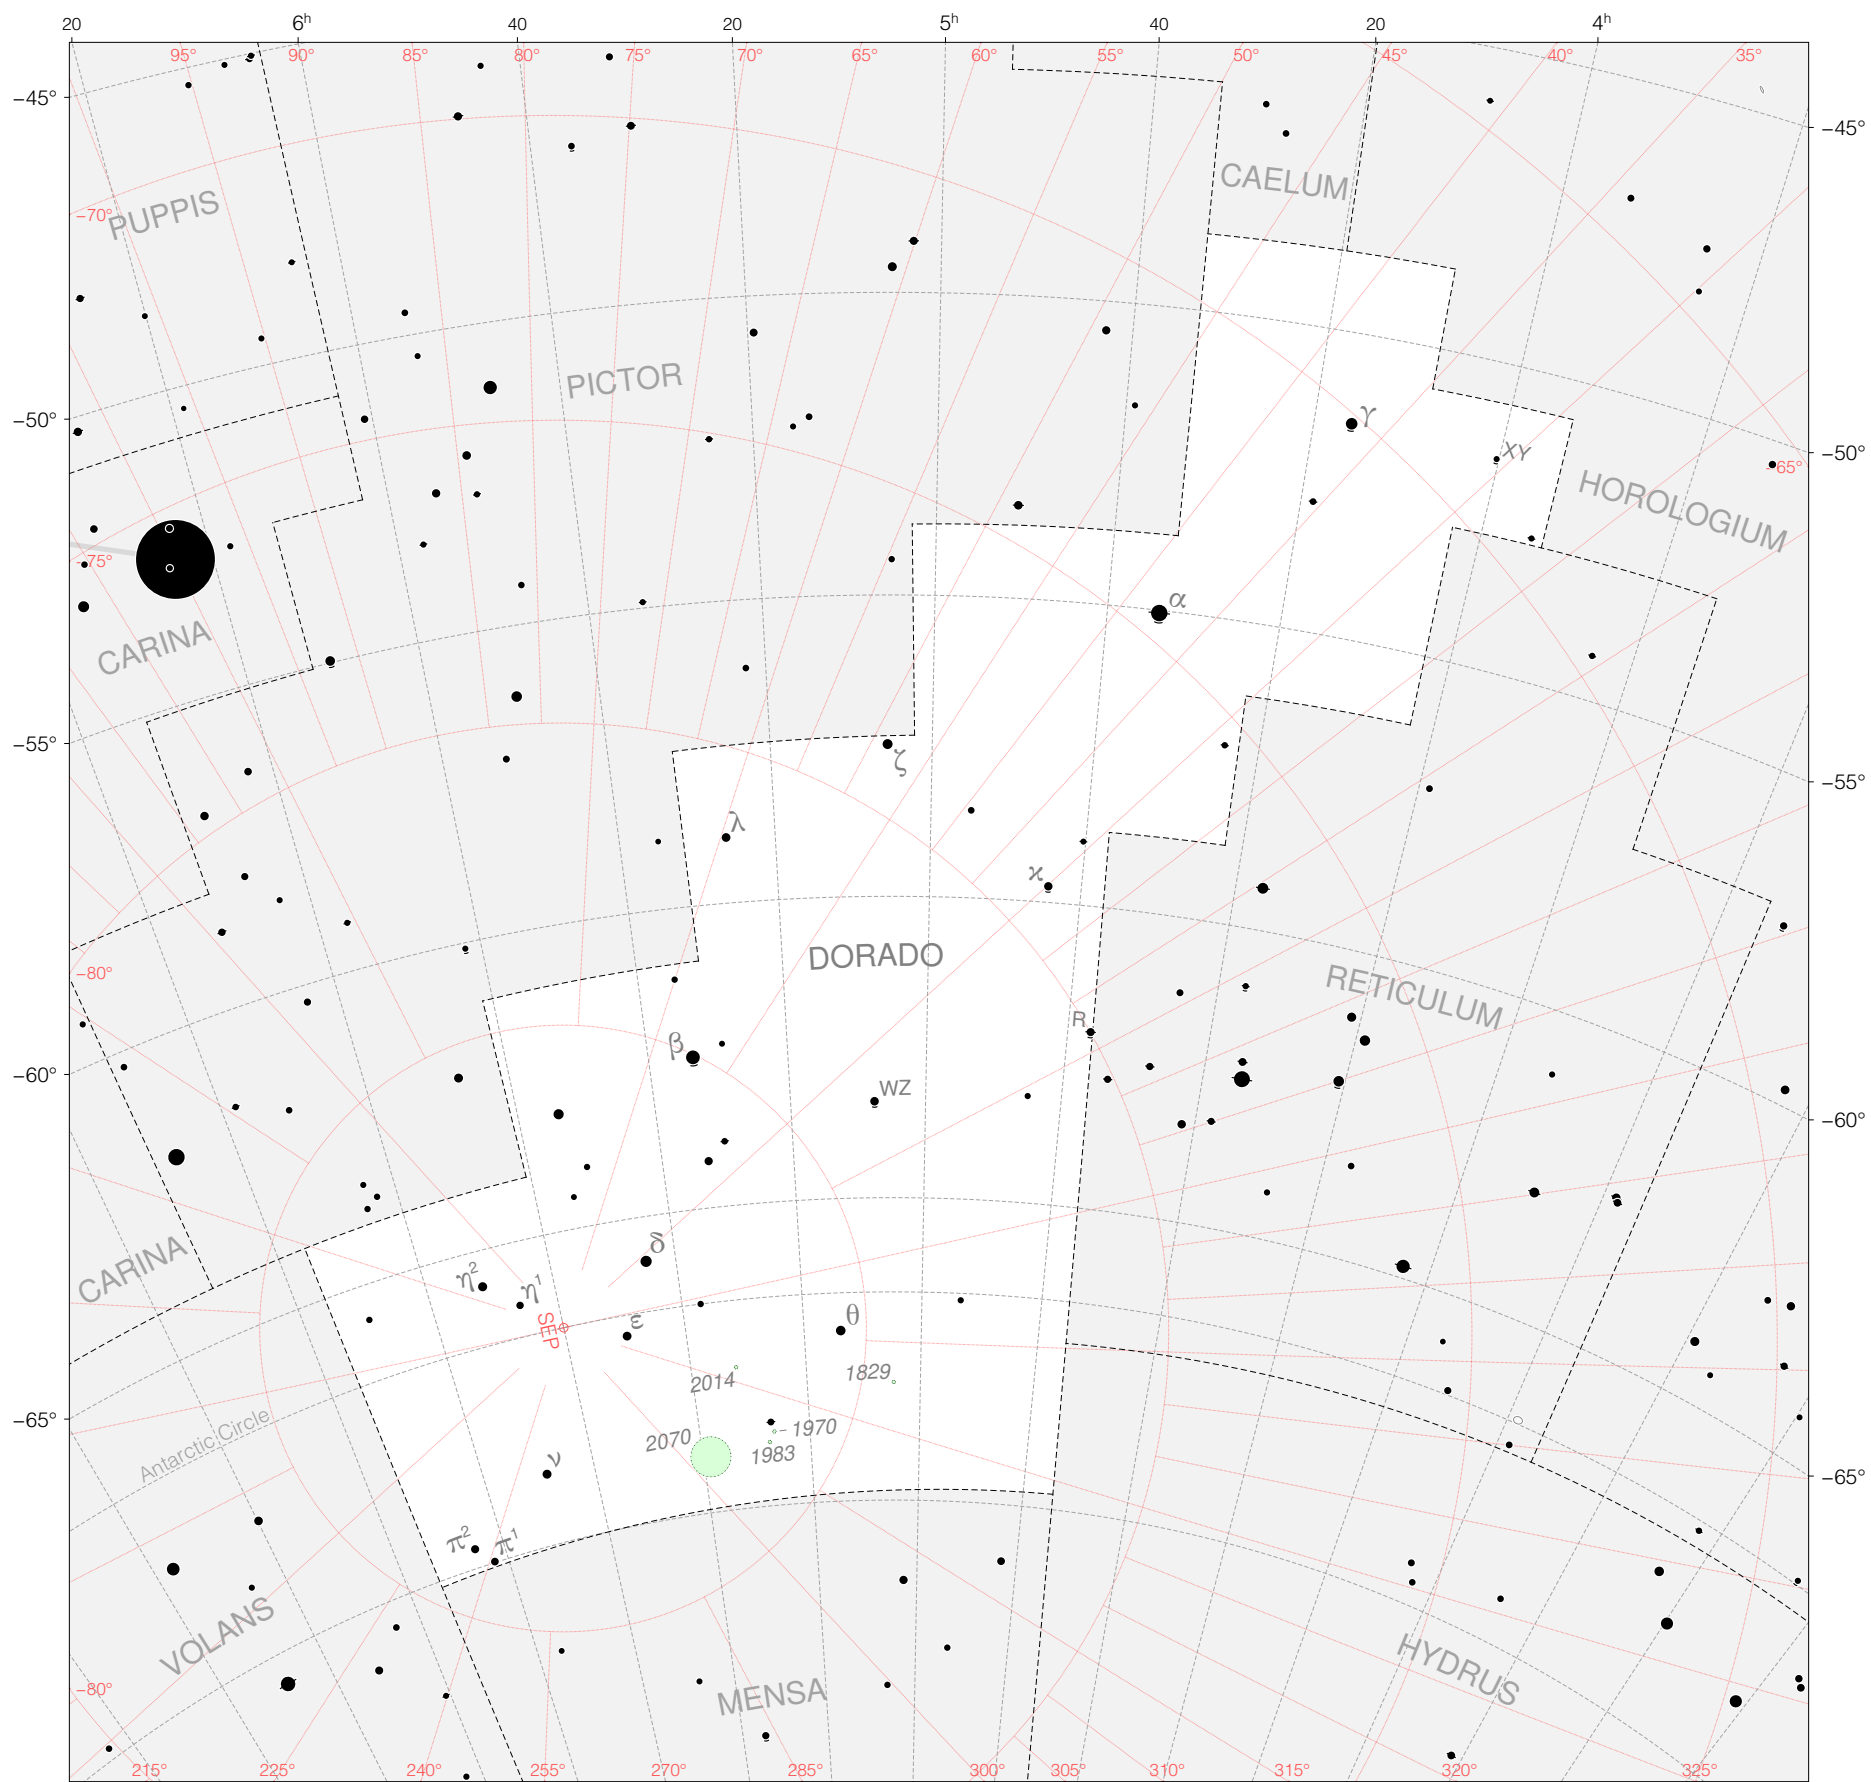 20 6h 40 20 5h 40 20 4h
95° 90° 85° 80° 75° 70° 65° 60° 55° 50° 45° 40° 35°
−45°
−45°
CAELUM
PUPPIS
−70°
PICTOR
γ
−50°
XY
−50°
−65°
HOROLOGIUM
−75°
α
CARINA
−55°
ζ
−55°
λ
ϰ
DORADO
−80°
RETICULUM
R
β
−60°
WZ
−60°
δ
CARINA
η2
η1
SEP
ε
θ
1829
2014
−65°
Antarctic Circle
2070
1970
1983
ν
−65°
π2
π1
VOLANS
HYDRUS
−80°
MENSA
215° 225° 240° 255° 270° 285° 300° 305° 310° 315° 320° 325°